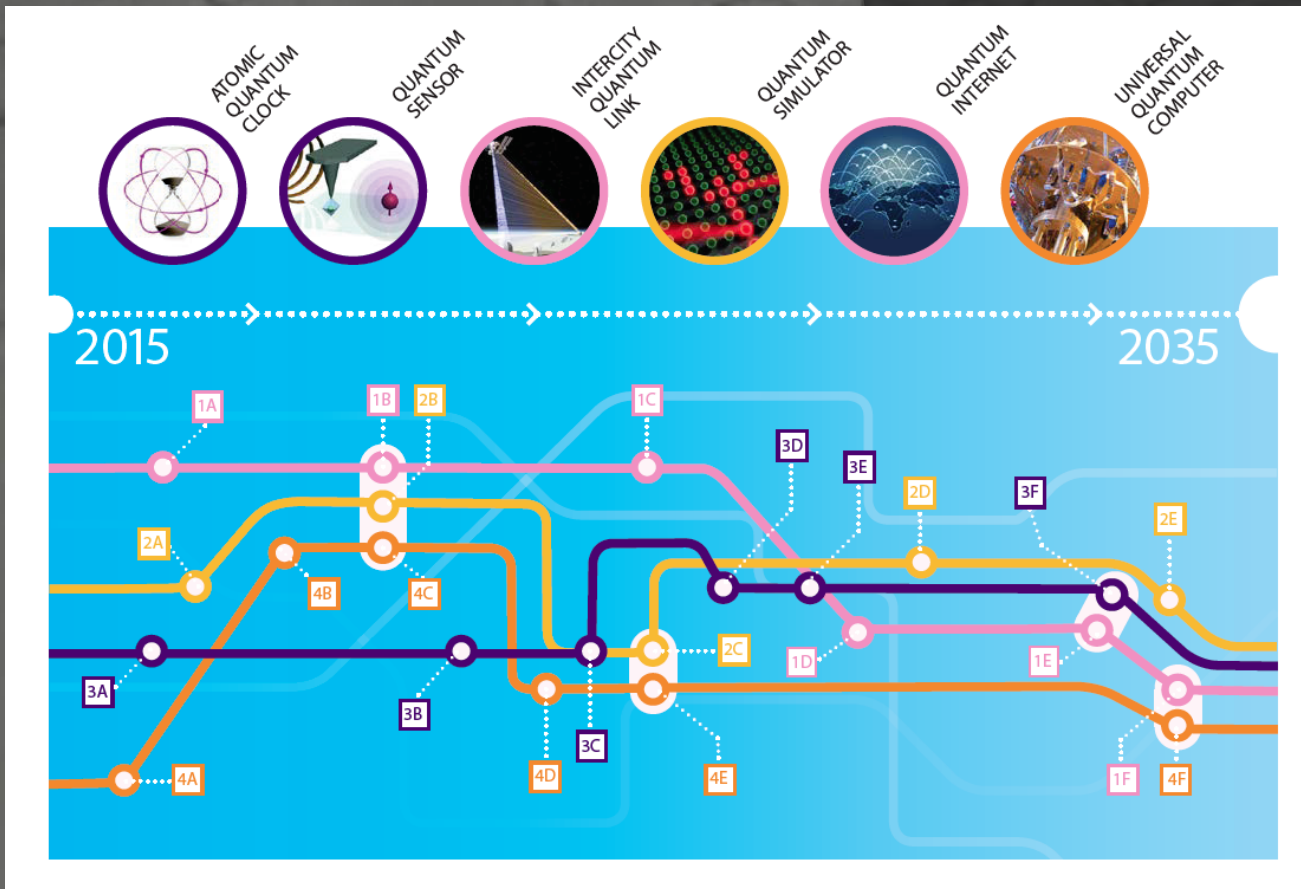 ATOMIC
QUANTUM
CLOCK
QUANTUM
SENSOR
INTERCITY
QUANTUM
LINK
QUANTUM
SIMULATOR
QUANTUM
INTERNET
UNIVERSAL
QUANTUM
COMPUTER
2015
2035
1A
1B
2B
1C
3D
3E
2D
3F
2E
2A
4B
4C
3A
3B
3C
2C
1D
1E
4A
4D
4E
1F
4F